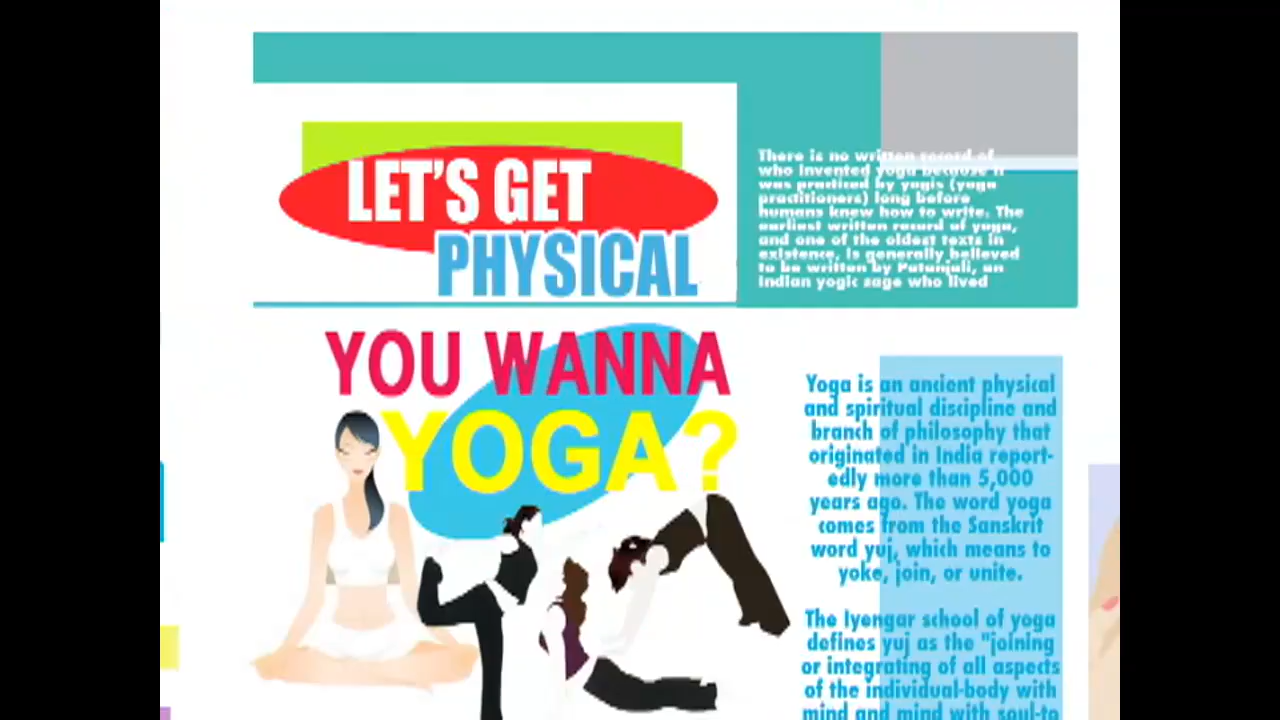 LET'S GET
PHYSICAL
There is no written record of
who invented yoga because it
was practiced by yogis (yoga
practitioners) long before
humans knew how to write. The
earliest written record of yoga,
and one of the oldest texts in
existence, is generally believed
to be written by Patanjali, an
Indian yogic sage who lived
YOU WANNA
YOGA?
Yoga is an ancient physical
and spiritual discipline and
branch of philosophy that
originated in India report-
edly more than 5,000
years ago. The word yoga
comes from the Sanskrit
word yuj, which means to
yoke, join, or unite.
The Iyengar school of yoga
defines yuj as the "joining
or integrating of all aspects
of the individual-body with
mind and mind with soul-to